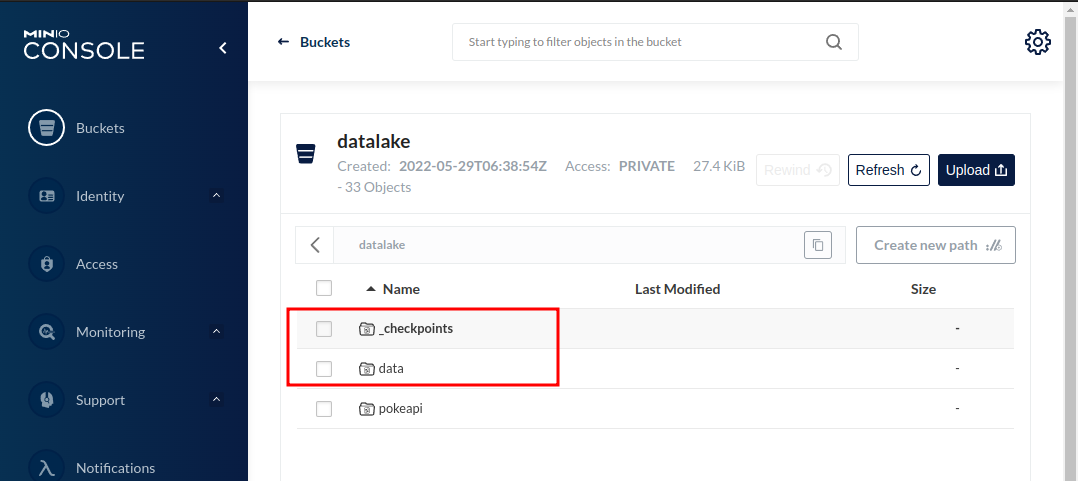 MINIO
CONSOLE
Buckets
Identity
Access
Monitoring
Support
Notifications
Buckets
Start typing to filter objects in the bucket
datalake
Created: 2022-05-29T06:38:54Z Access: PRIVATE 27.4 KiB
- 33 Objects
Rewind
Refresh
Upload
datalake
Create new path
Name Last Modified Size
_checkpoints -
data -
pokeapi -